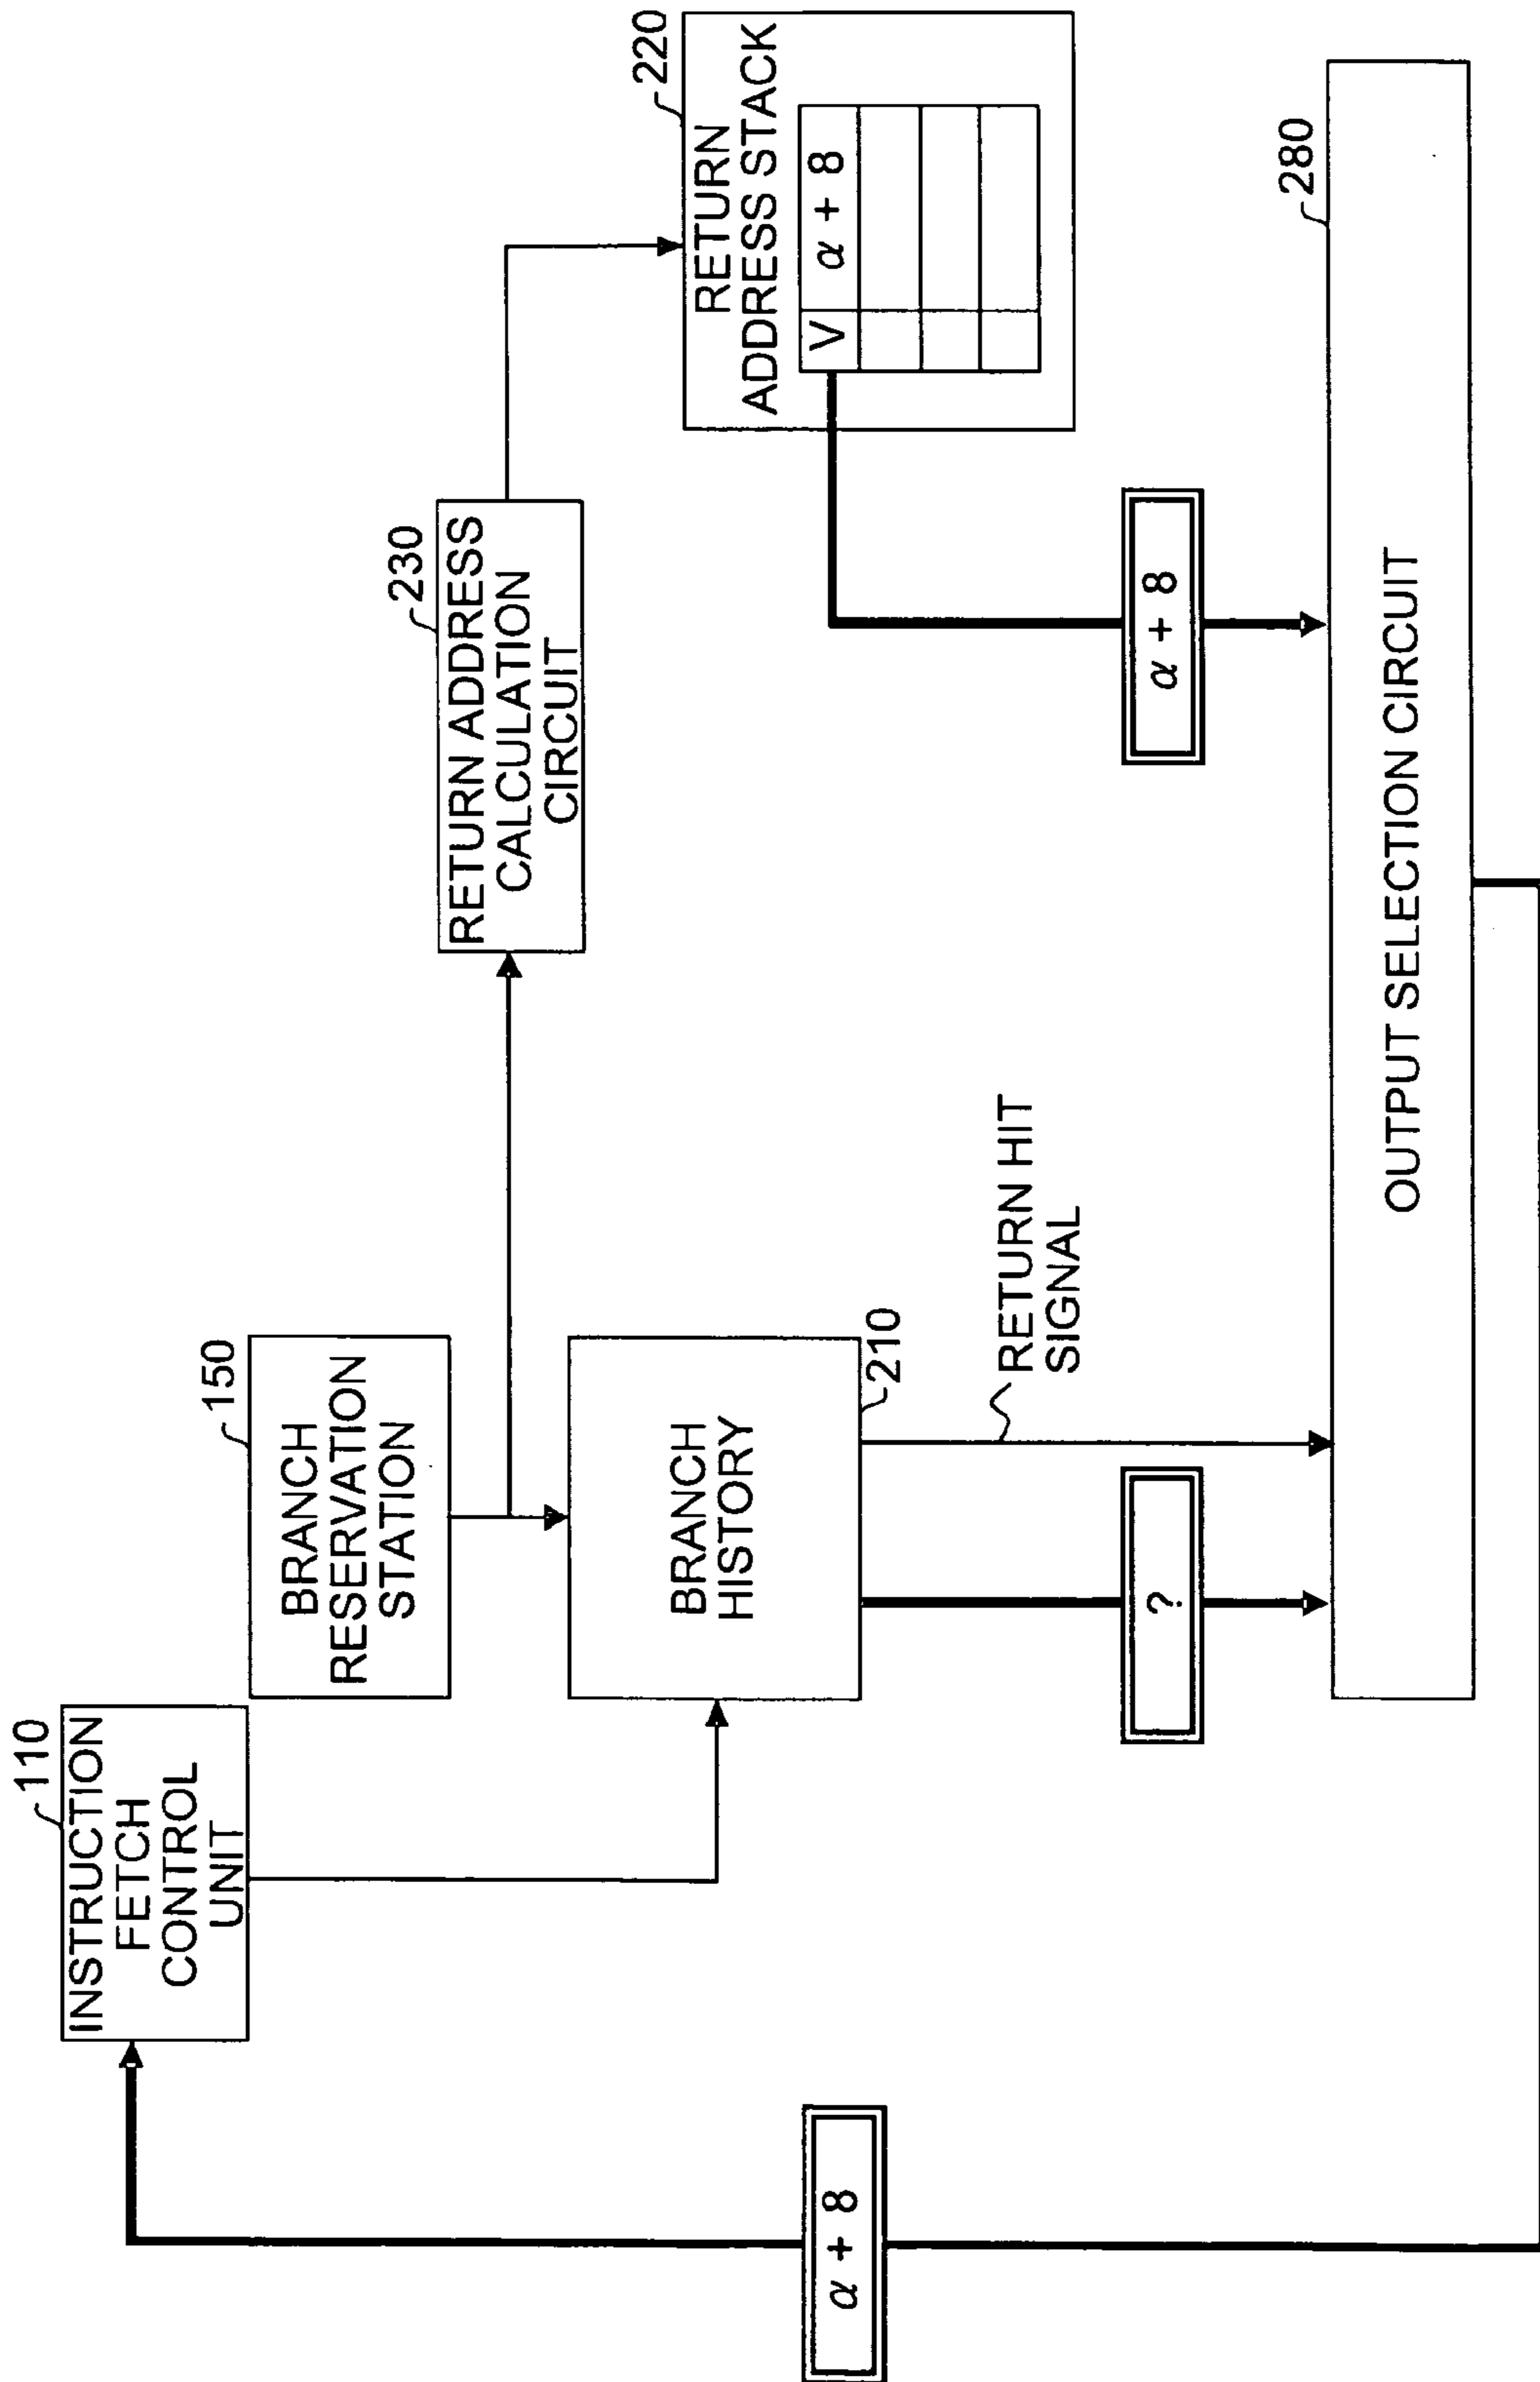 110
INSTRUCTION
FETCH
CONTROL
UNIT
150
BRANCH
RESERVATION
STATION
BRANCH
HISTORY
210
RETURN HIT
SIGNAL
230
RETURN ADDRESS
CALCULATION
CIRCUIT
220
RETURN
ADDRESS STACK
V α + 8
α + 8
?
α + 8
280
OUTPUT SELECTION CIRCUIT